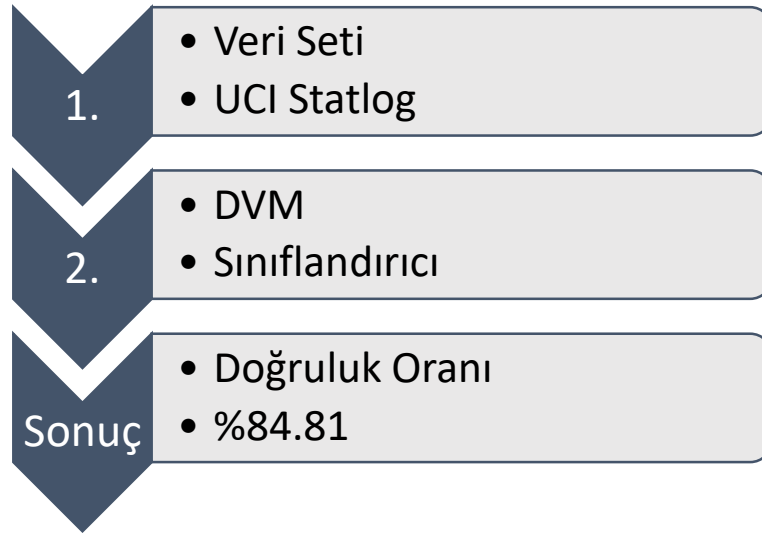 1.
• Veri Seti
• UCI Statlog
2.
• DVM
• Sınıflandırıcı
Sonuç
• Doğruluk Oranı
• %84.81